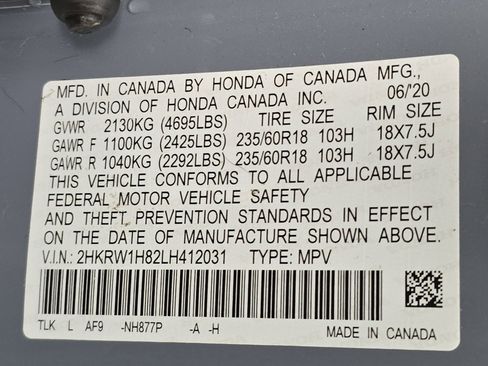 MFD. IN CANADA BY HONDA OF CANADA MFG.,
A DIVISION OF HONDA CANADA INC. 06/20
GVWR 2130KG (4695LBS) TIRE SIZE RIM SIZE
GAWR F 1100KG (2425LBS) 235/60R18 103H 18X7.5J
GAWR R 1040KG (2292LBS) 235/60R18 103H 18X7.5J
THIS VEHICLE CONFORMS TO ALL APPLICABLE
FEDERAL MOTOR VEHICLE SAFETY
AND THEFT PREVENTION STANDARDS IN EFFECT
ON THE DATE OF MANUFACTURE SHOWN ABOVE.
V.I.N.: 2HKRW1H82LH412031 TYPE: MPV
TLK L AF9 -NH877P -A -H MADE IN CANADA